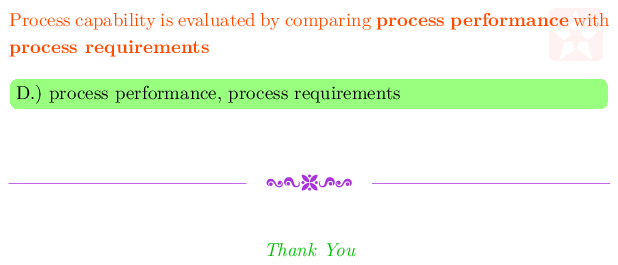 Process capability is evaluated by comparing process performance with
process requirements
D.) process performance, process requirements
Thank You